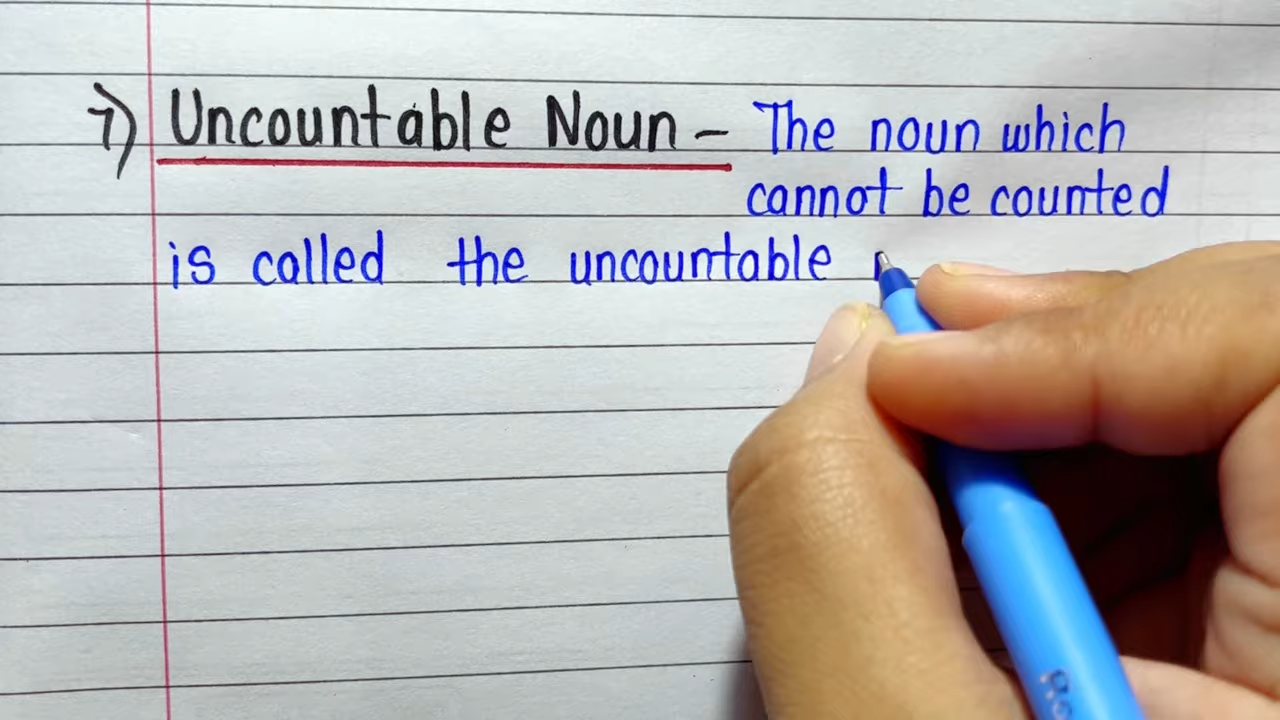 7) Uncountable Noun - The noun which
cannot be counted
is called the uncountable